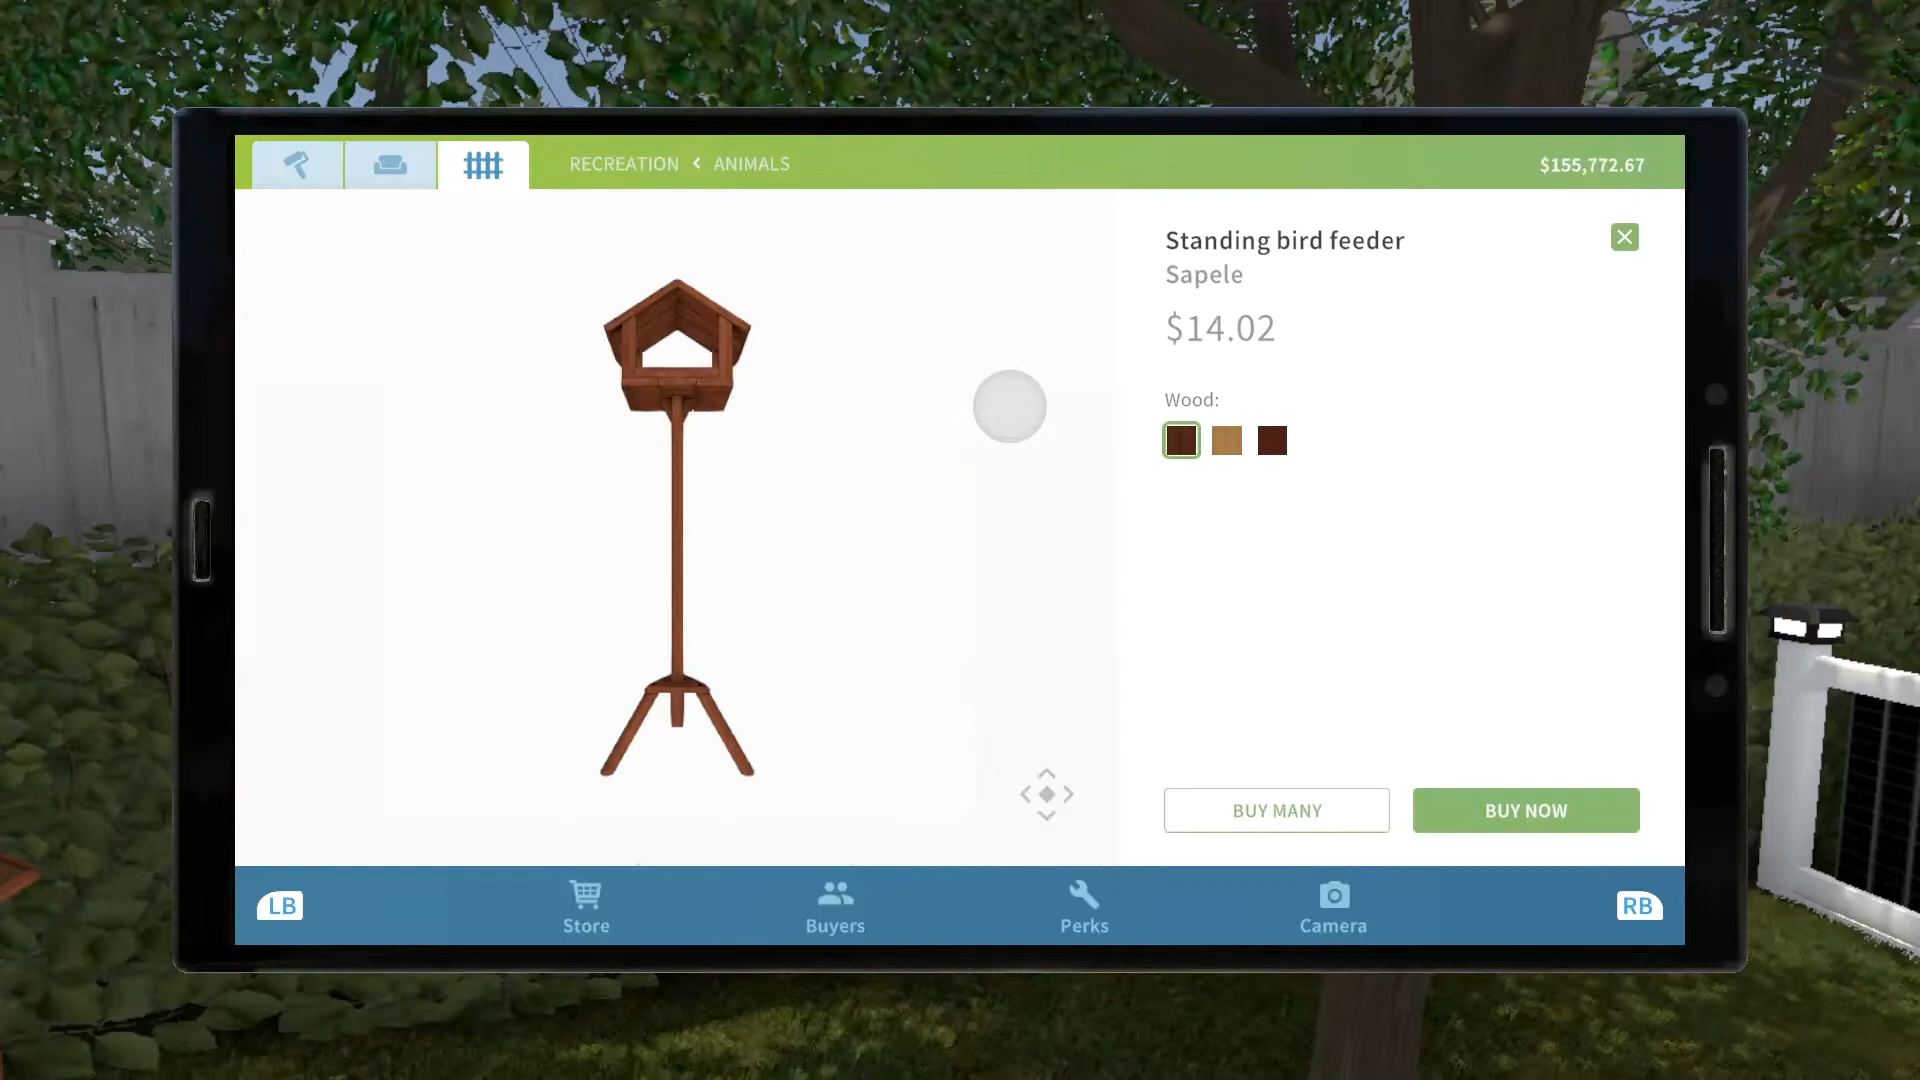 RECREATION < ANIMALS
$155,772.67
Standing bird feeder
Sapele
$14.02
Wood:
BUY MANY
BUY NOW
LB
Store
Buyers
Perks
Camera
RB